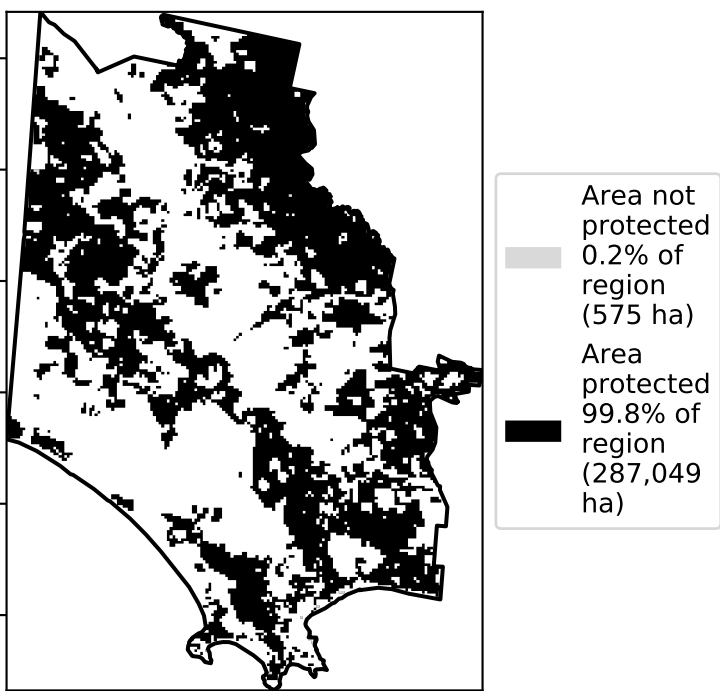 Area not
protected
0.2% of
region
(575 ha)
Area
protected
99.8% of
region
(287,049
ha)